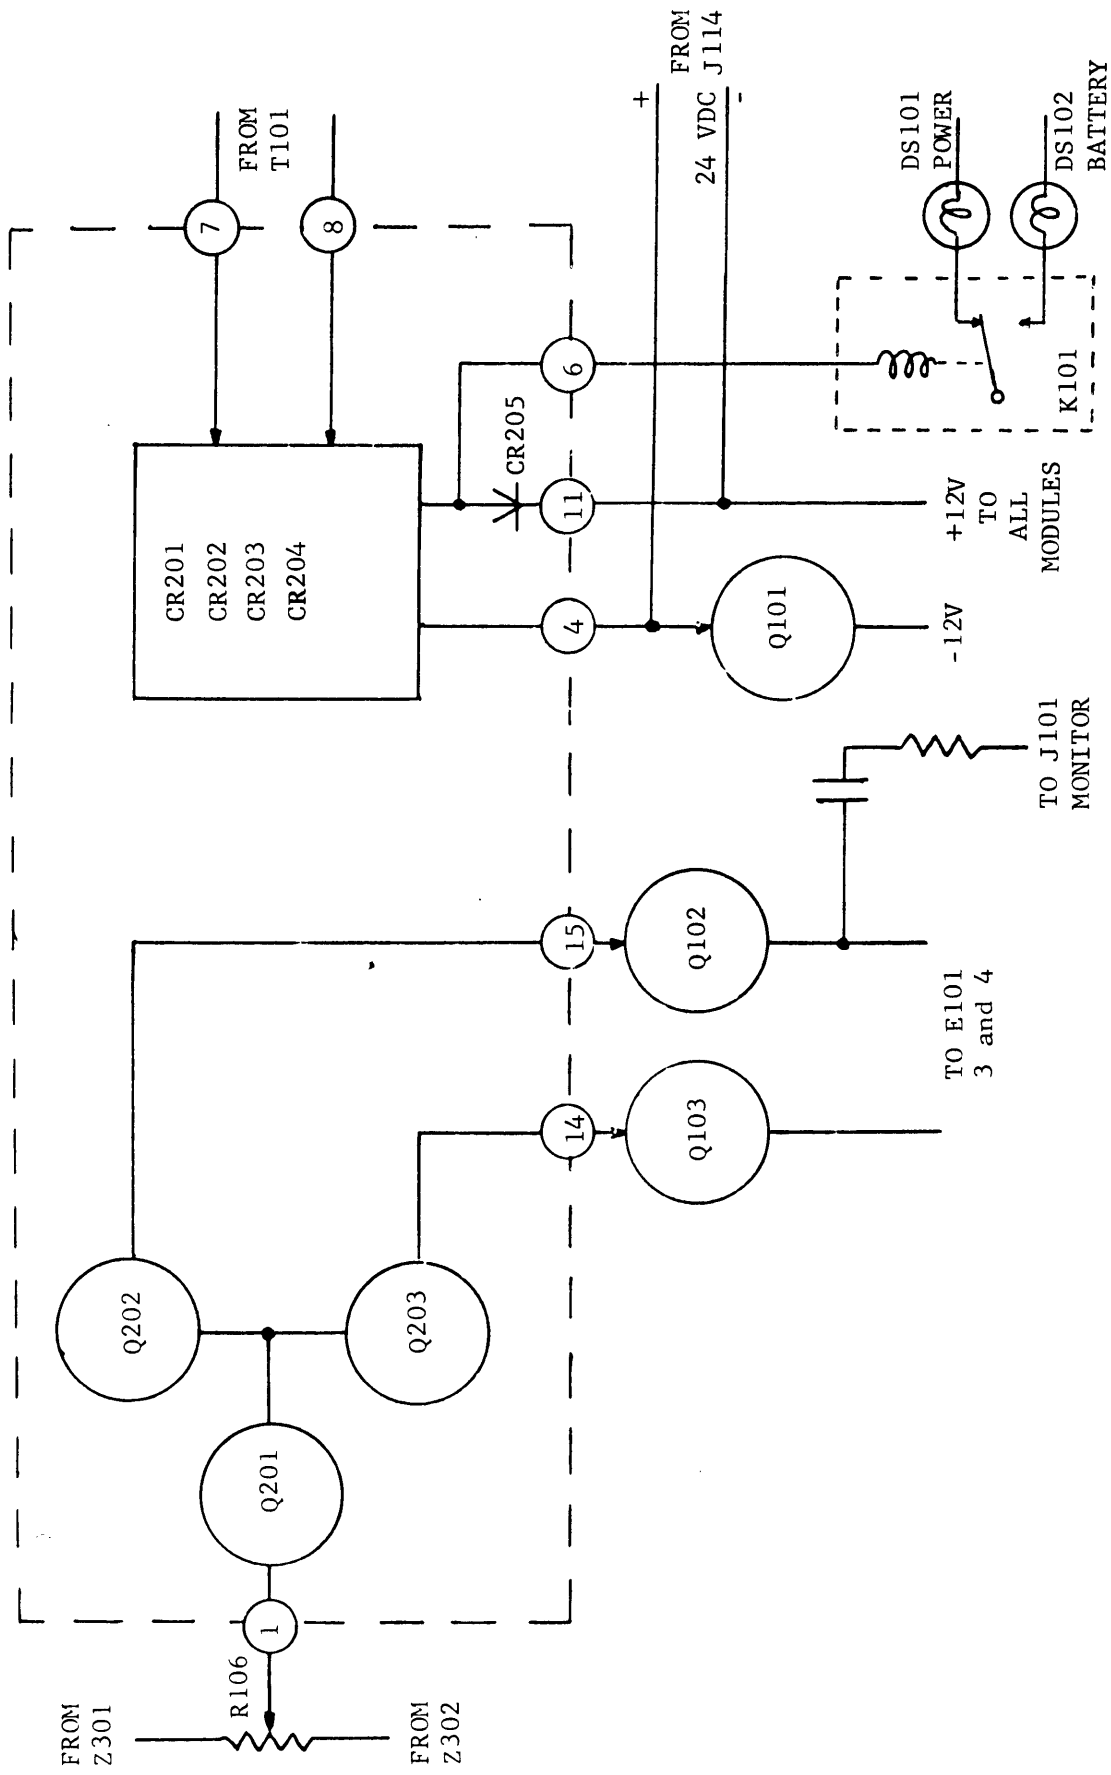 FROM
Z301
R106
FROM
Z302
1
Q201
Q202
Q203
14
15
Q103
Q102
TO E101
3 and 4
TO J101
MONITOR
CR201
CR202
CR203
CR204
FROM
T101
7
8
CR205
4
11
6
+
FROM
24 VDC J114
-
Q101
-12V
+12V
TO
ALL
MODULES
K101
DS101
POWER
DS102
BATTERY